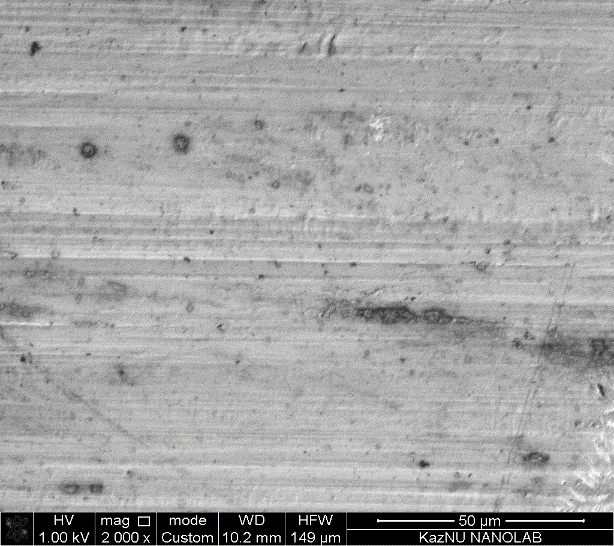 HV mag mode WD HFW 50 µm
1.00 kV 2 000 x Custom 10.2 mm 149 µm KazNU NANOLAB